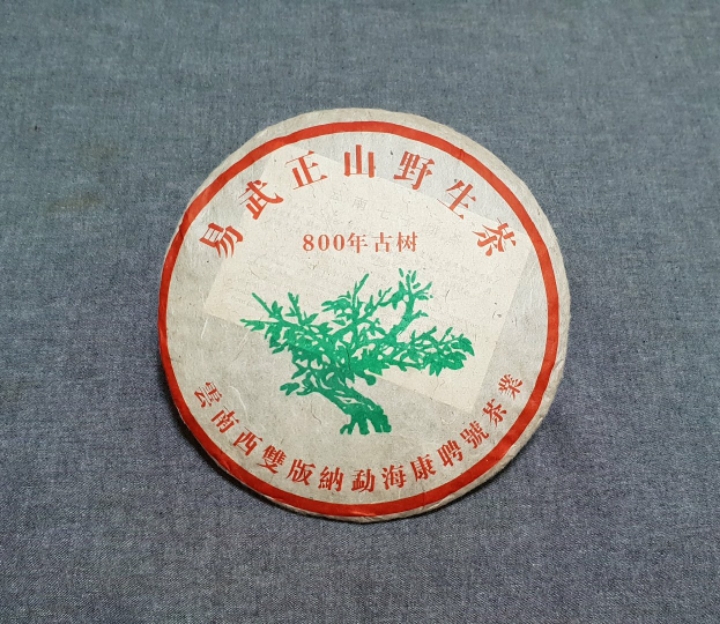 易武正山野生茶
800年古树
雲南西雙版納勐海康聘號茶業